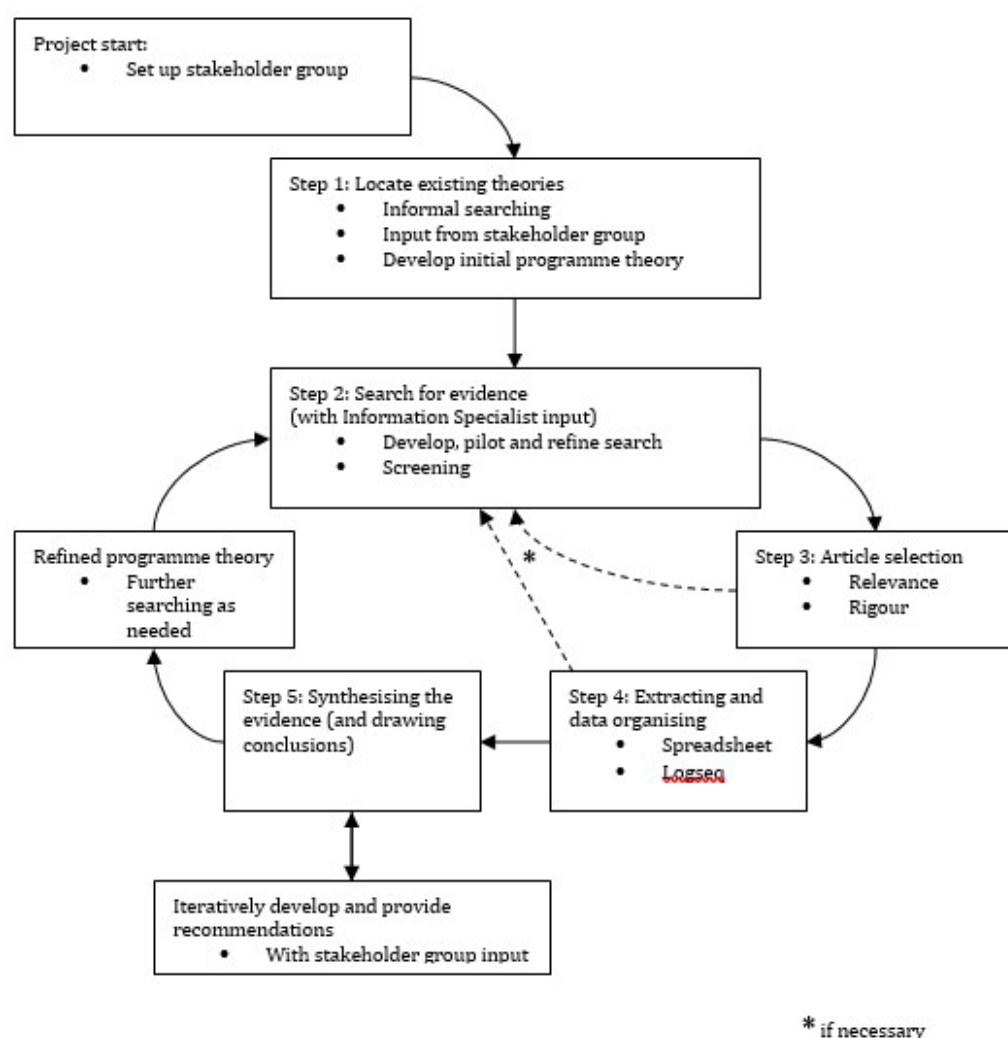 Project start:
• Set up stakeholder group
Step 1: Locate existing theories
• Informal searching
• Input from stakeholder group
• Develop initial programme theory
Step 2: Search for evidence
(with Information Specialist input)
• Develop, pilot and refine search
• Screening
*
Refined programme theory
• Further
searching as
needed
Step 3: Article selection
• Relevance
• Rigour
Step 5: Synthesising the
evidence (and drawing
conclusions)
Step 4: Extracting and
data organising
• Spreadsheet
• Logseq
Iteratively develop and provide
recommendations
• With stakeholder group input
* if necessary